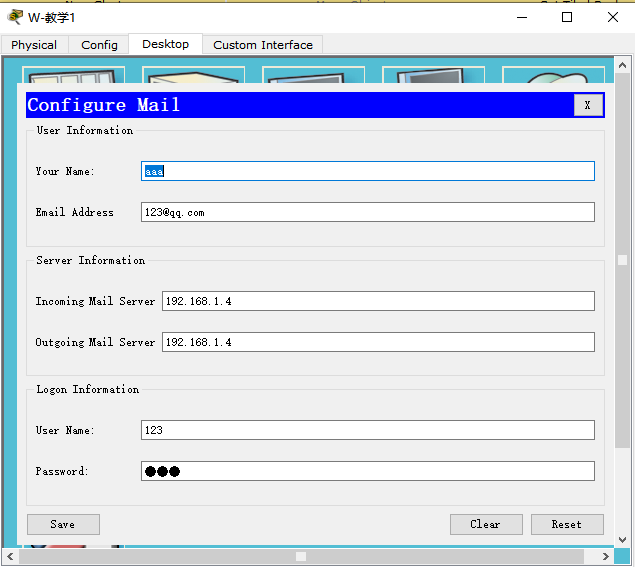 W-教学1
Physical Config Desktop Custom Interface
Configure Mail X
User Information
Your Name: aaa
Email Address 123@qq.com
Server Information
Incoming Mail Server 192.168.1.4
Outgoing Mail Server 192.168.1.4
Logon Information
User Name: 123
Password: ●●●
Save Clear Reset